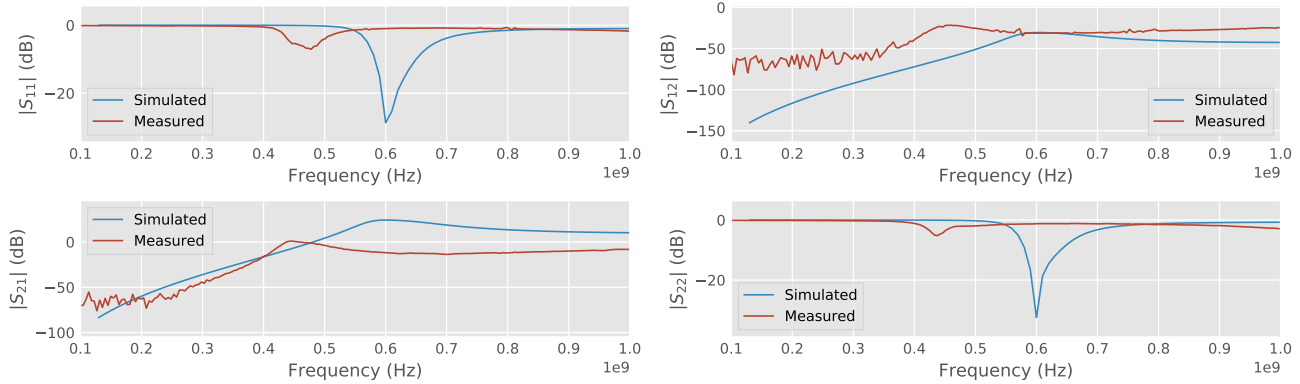 |S11| (dB)
0
−20
Simulated
Measured
0.1 0.2 0.3 0.4 0.5 0.6 0.7 0.8 0.9 1.0
Frequency (Hz)
1e9
|S12| (dB)
0
−50
−100
−150
Simulated
Measured
0.1 0.2 0.3 0.4 0.5 0.6 0.7 0.8 0.9 1.0
Frequency (Hz)
1e9
|S21| (dB)
0
−50
−100
Simulated
Measured
0.1 0.2 0.3 0.4 0.5 0.6 0.7 0.8 0.9 1.0
Frequency (Hz)
1e9
|S22| (dB)
0
−20
Simulated
Measured
0.1 0.2 0.3 0.4 0.5 0.6 0.7 0.8 0.9 1.0
Frequency (Hz)
1e9